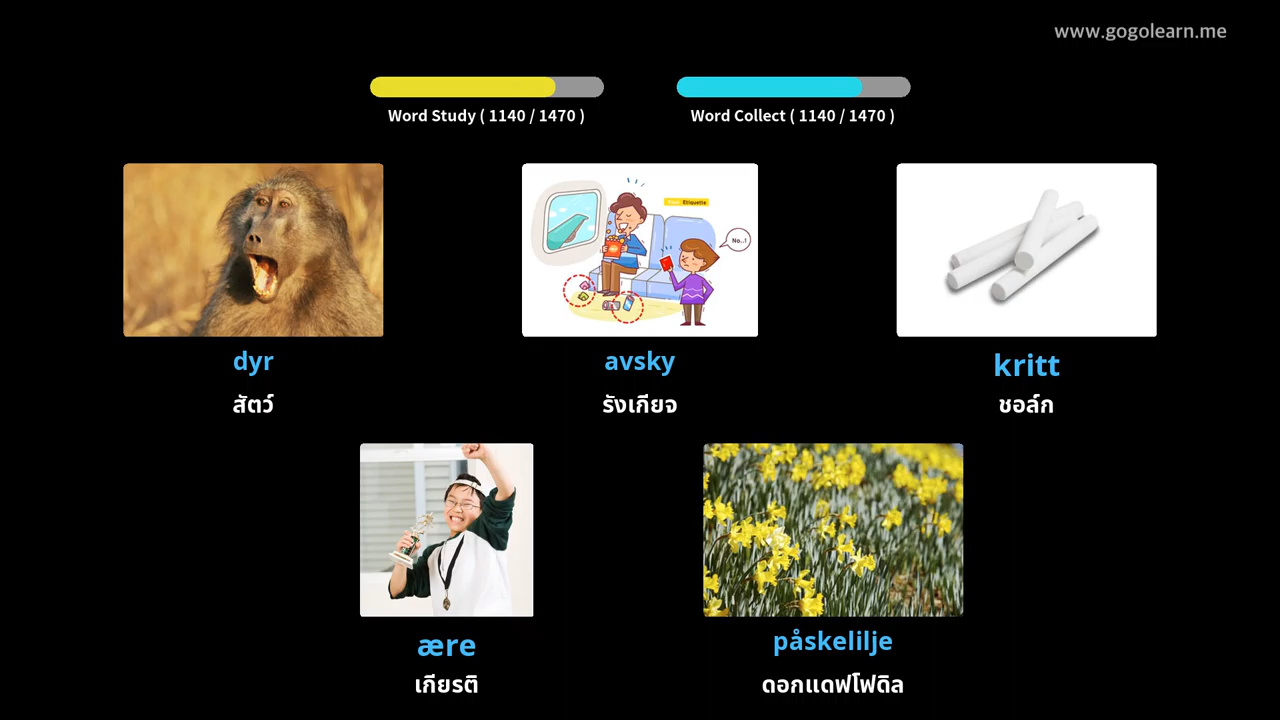 www.gogolearn.me
Word Study ( 1140 / 1470 )
Word Collect ( 1140 / 1470 )
Etiquette
No..!
dyr
avsky
kritt
สัตว์
รังเกียจ
ชอล์ก
ære
påskelilje
เกียรติ
ดอกแดฟโฟดิล